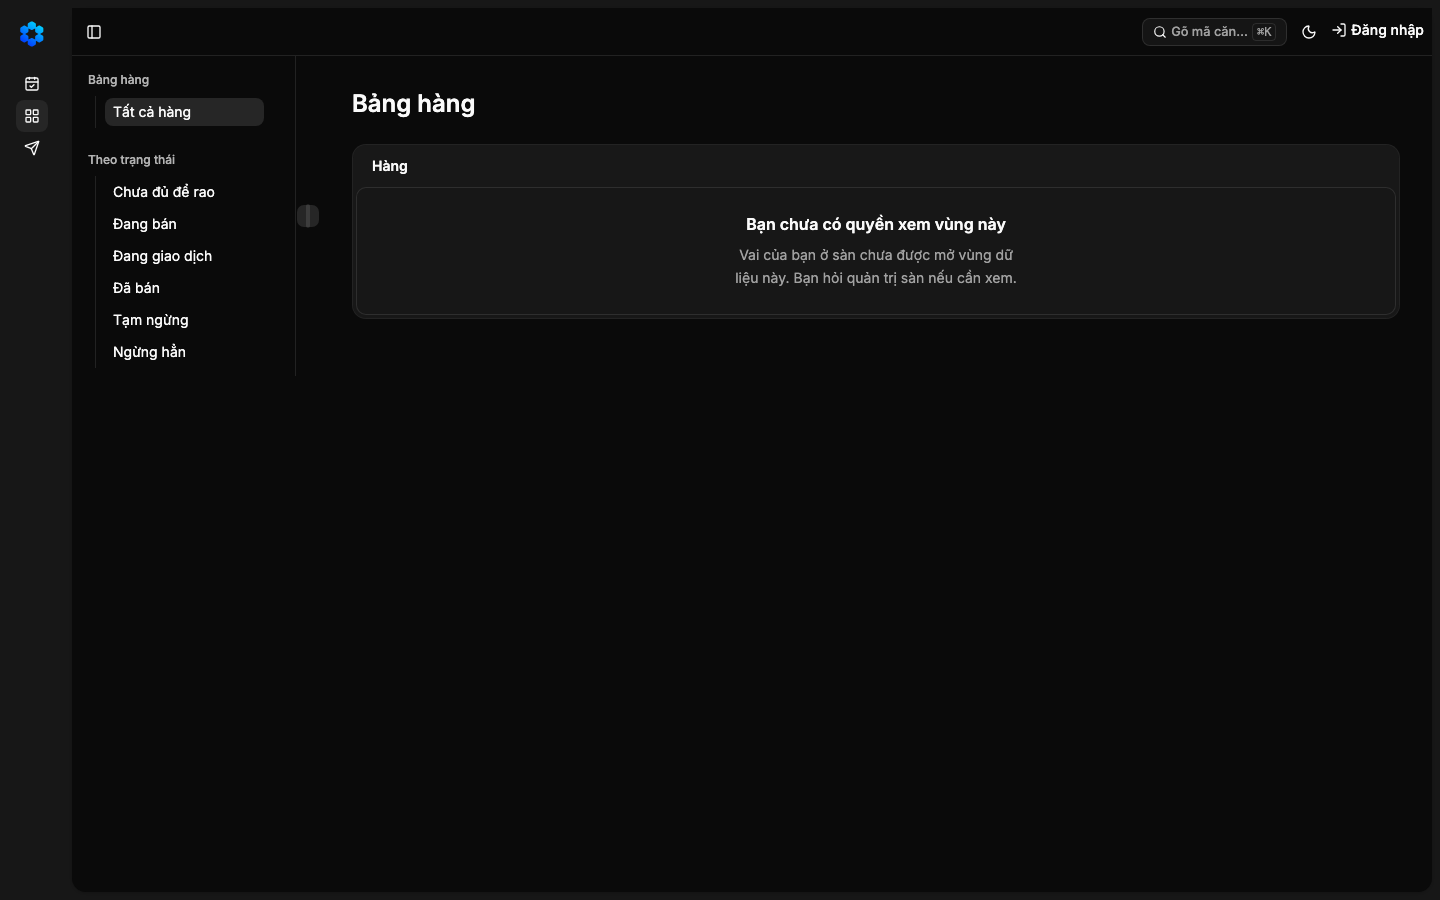 Gõ mã căn... ⌘K
Đăng nhập
Bảng hàng
Tất cả hàng
Theo trạng thái
Chưa đủ để rao
Đang bán
Đang giao dịch
Đã bán
Tạm ngừng
Ngừng hẳn
Bảng hàng
Hàng
Bạn chưa có quyền xem vùng này
Vai của bạn ở sàn chưa được mở vùng dữ
liệu này. Bạn hỏi quản trị sàn nếu cần xem.